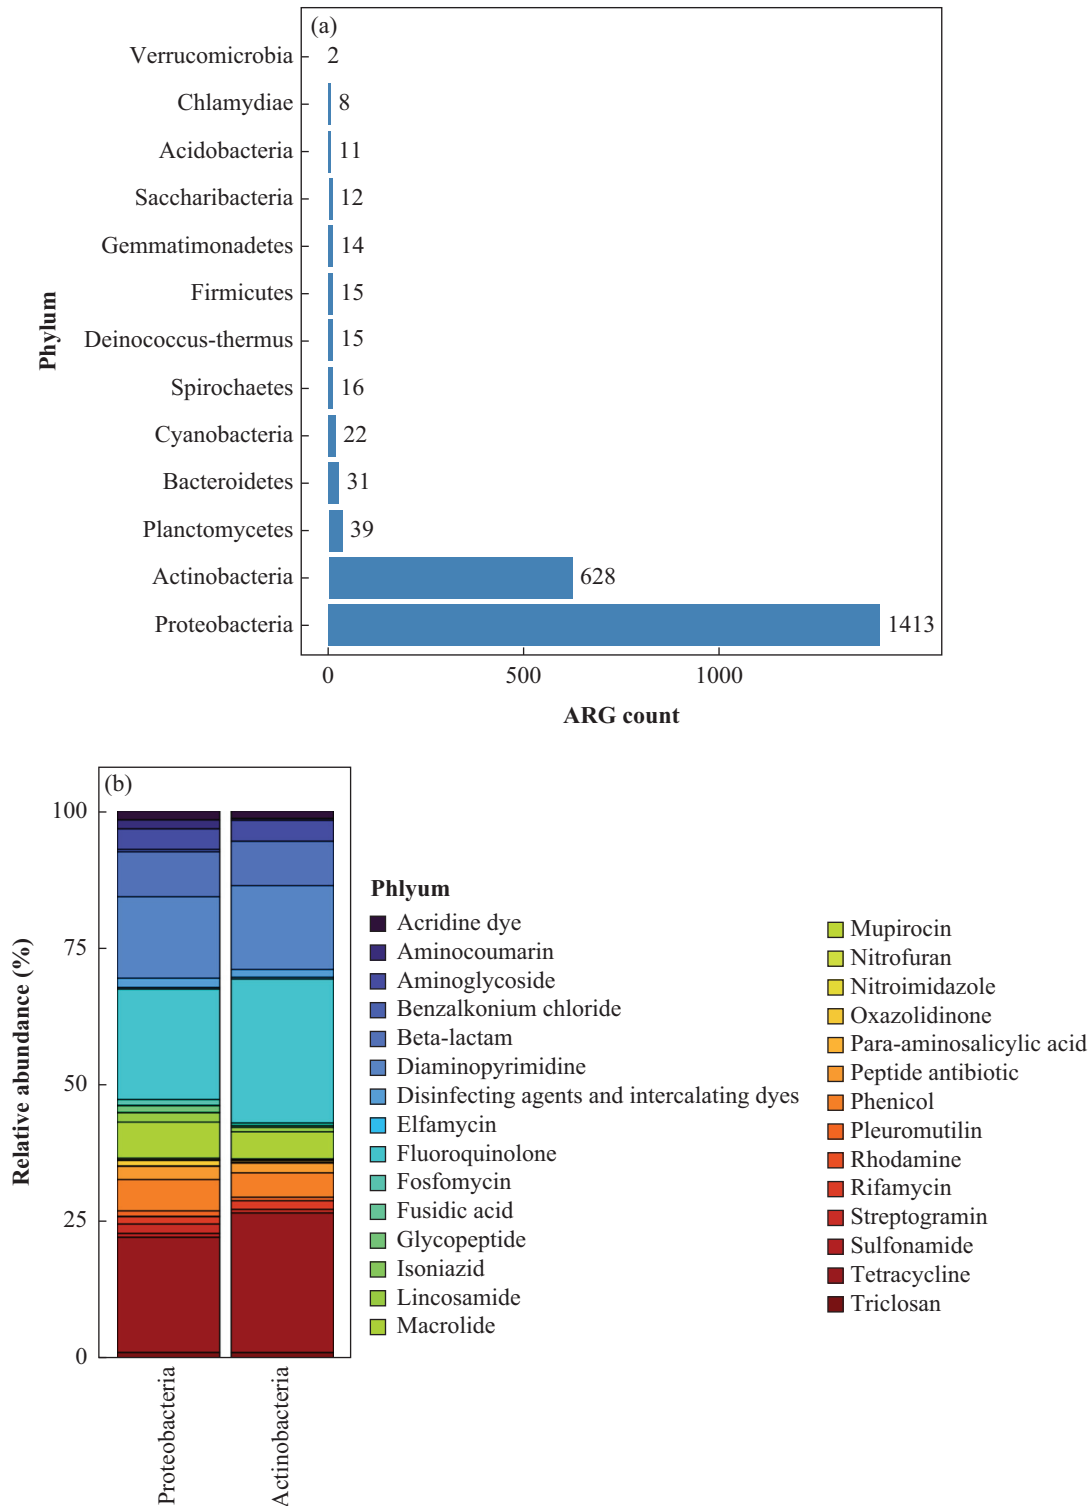 (a)
Verrucomicrobia 2
Chlamydiae 8
Acidobacteria 11
Saccharibacteria 12
Gemmatimonadetes 14
Firmicutes 15
Deinococcus-thermus 15
Spirochaetes 16
Cyanobacteria 22
Bacteroidetes 31
Planctomycetes 39
Actinobacteria 628
Proteobacteria 1413
Phylum
0 500 1000
ARG count
(b)
100
75
50
25
0
Relative abundance (%)
Proteobacteria
Actinobacteria
Phlyum
Acridine dye
Aminocoumarin
Aminoglycoside
Benzalkonium chloride
Beta-lactam
Diaminopyrimidine
Disinfecting agents and intercalating dyes
Elfamycin
Fluoroquinolone
Fosfomycin
Fusidic acid
Glycopeptide
Isoniazid
Lincosamide
Macrolide
Mupirocin
Nitrofuran
Nitroimidazole
Oxazolidinone
Para-aminosalicylic acid
Peptide antibiotic
Phenicol
Pleuromutilin
Rhodamine
Rifamycin
Streptogramin
Sulfonamide
Tetracycline
Triclosan